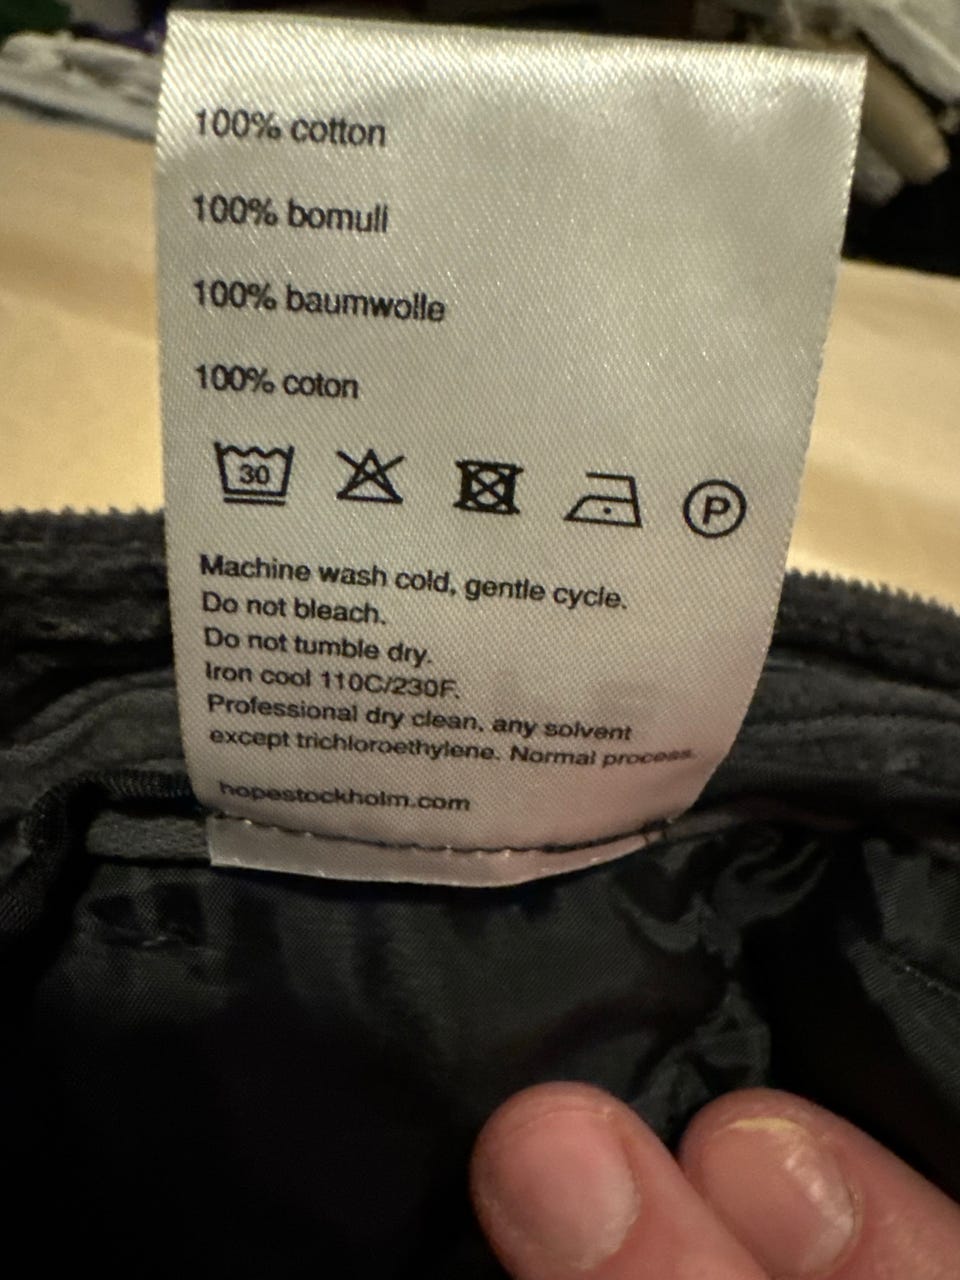 100% cotton
100% bomull
100% baumwolle
100% coton
30 P
Machine wash cold, gentle cycle.
Do not bleach.
Do not tumble dry.
Iron cool 110C/230F.
Professional dry clean, any solvent
except trichloroethylene. Normal process.
hopestockholm.com